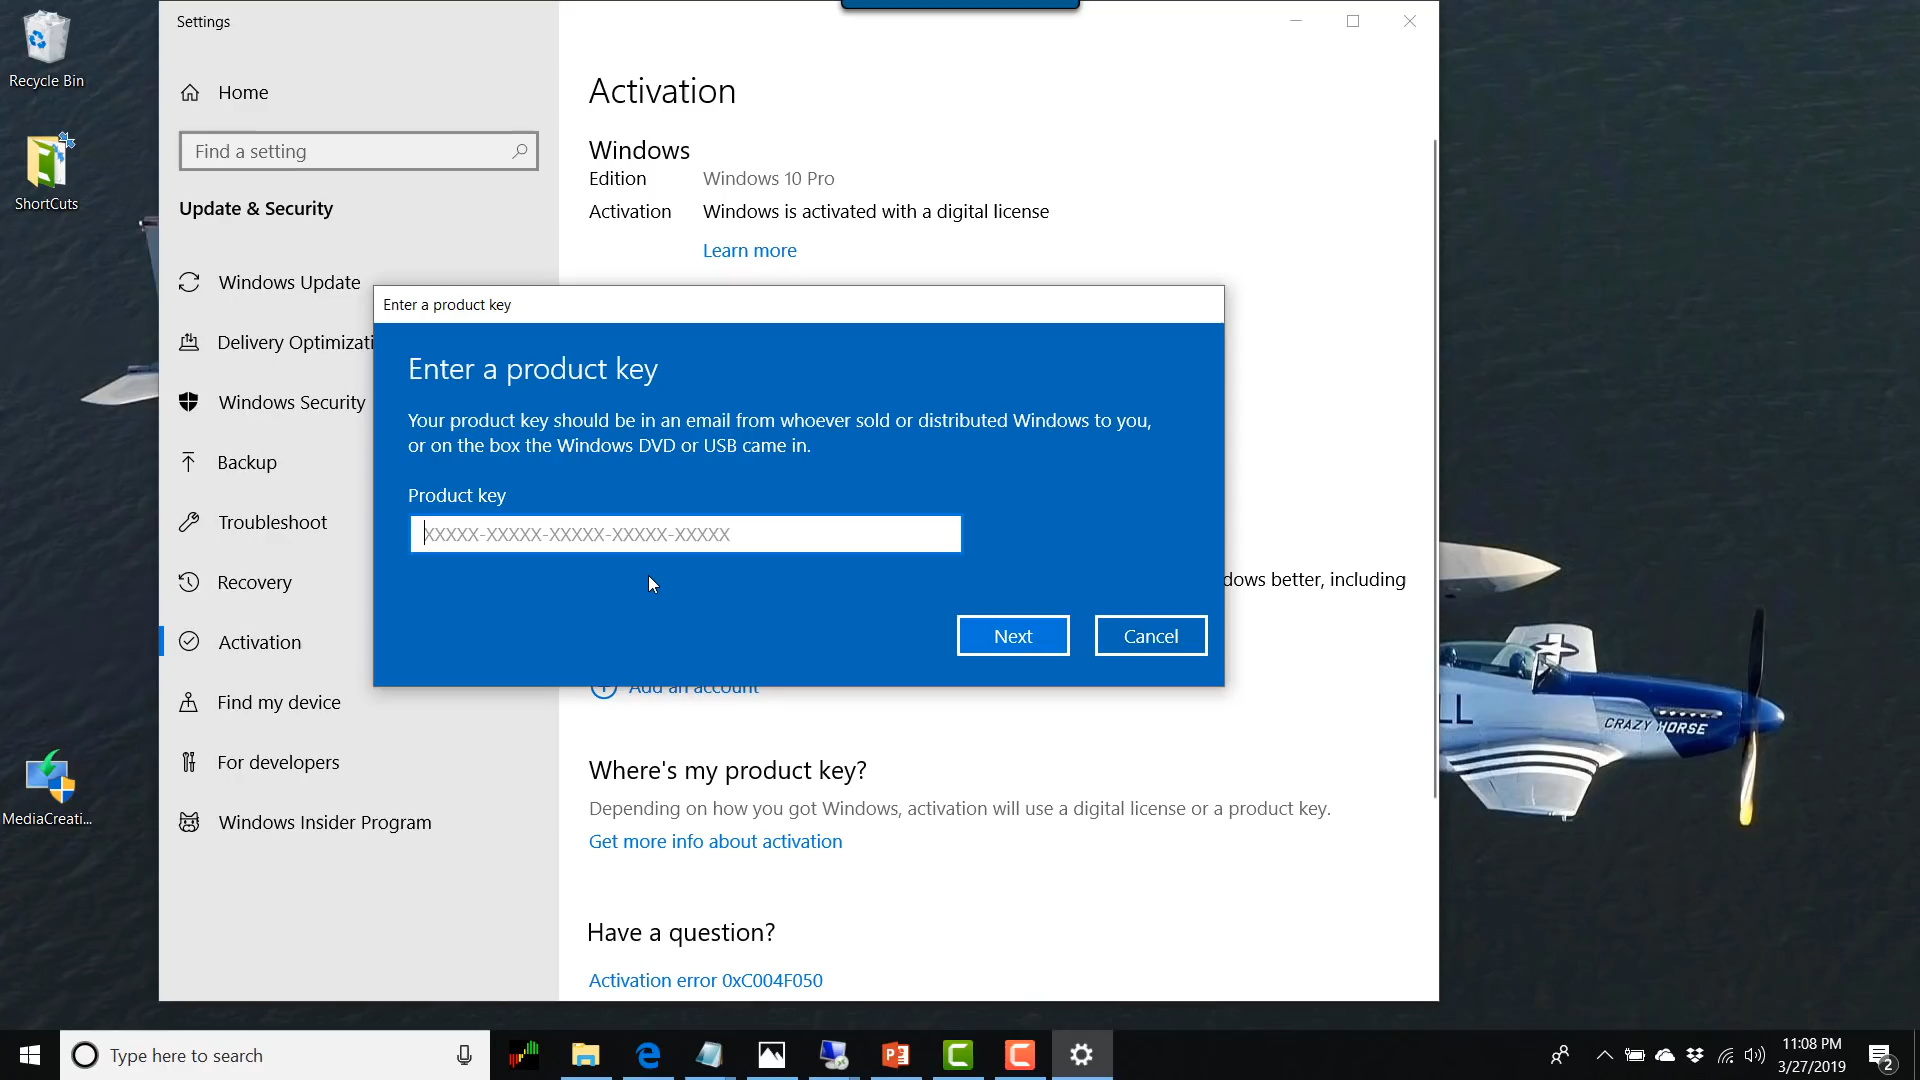 Recycle Bin
ShortCuts
MediaCreati...
Settings
Home
Find a setting
Update & Security
Windows Update
Delivery Optimizati
Windows Security
Backup
Troubleshoot
Recovery
Activation
Find my device
For developers
Windows Insider Program
Activation
Windows
Edition Windows 10 Pro
Activation Windows is activated with a digital license
Learn more
Enter a product key
Enter a product key
Your product key should be in an email from whoever sold or distributed Windows to you,
or on the box the Windows DVD or USB came in.
Product key
XXXXX-XXXXX-XXXXX-XXXXX-XXXXX
Next Cancel
dows better, including
Add an account
Where's my product key?
Depending on how you got Windows, activation will use a digital license or a product key.
Get more info about activation
Have a question?
Activation error 0xC004F050
LL
CRAZY HORSE
Type here to search
11:08 PM
3/27/2019
2